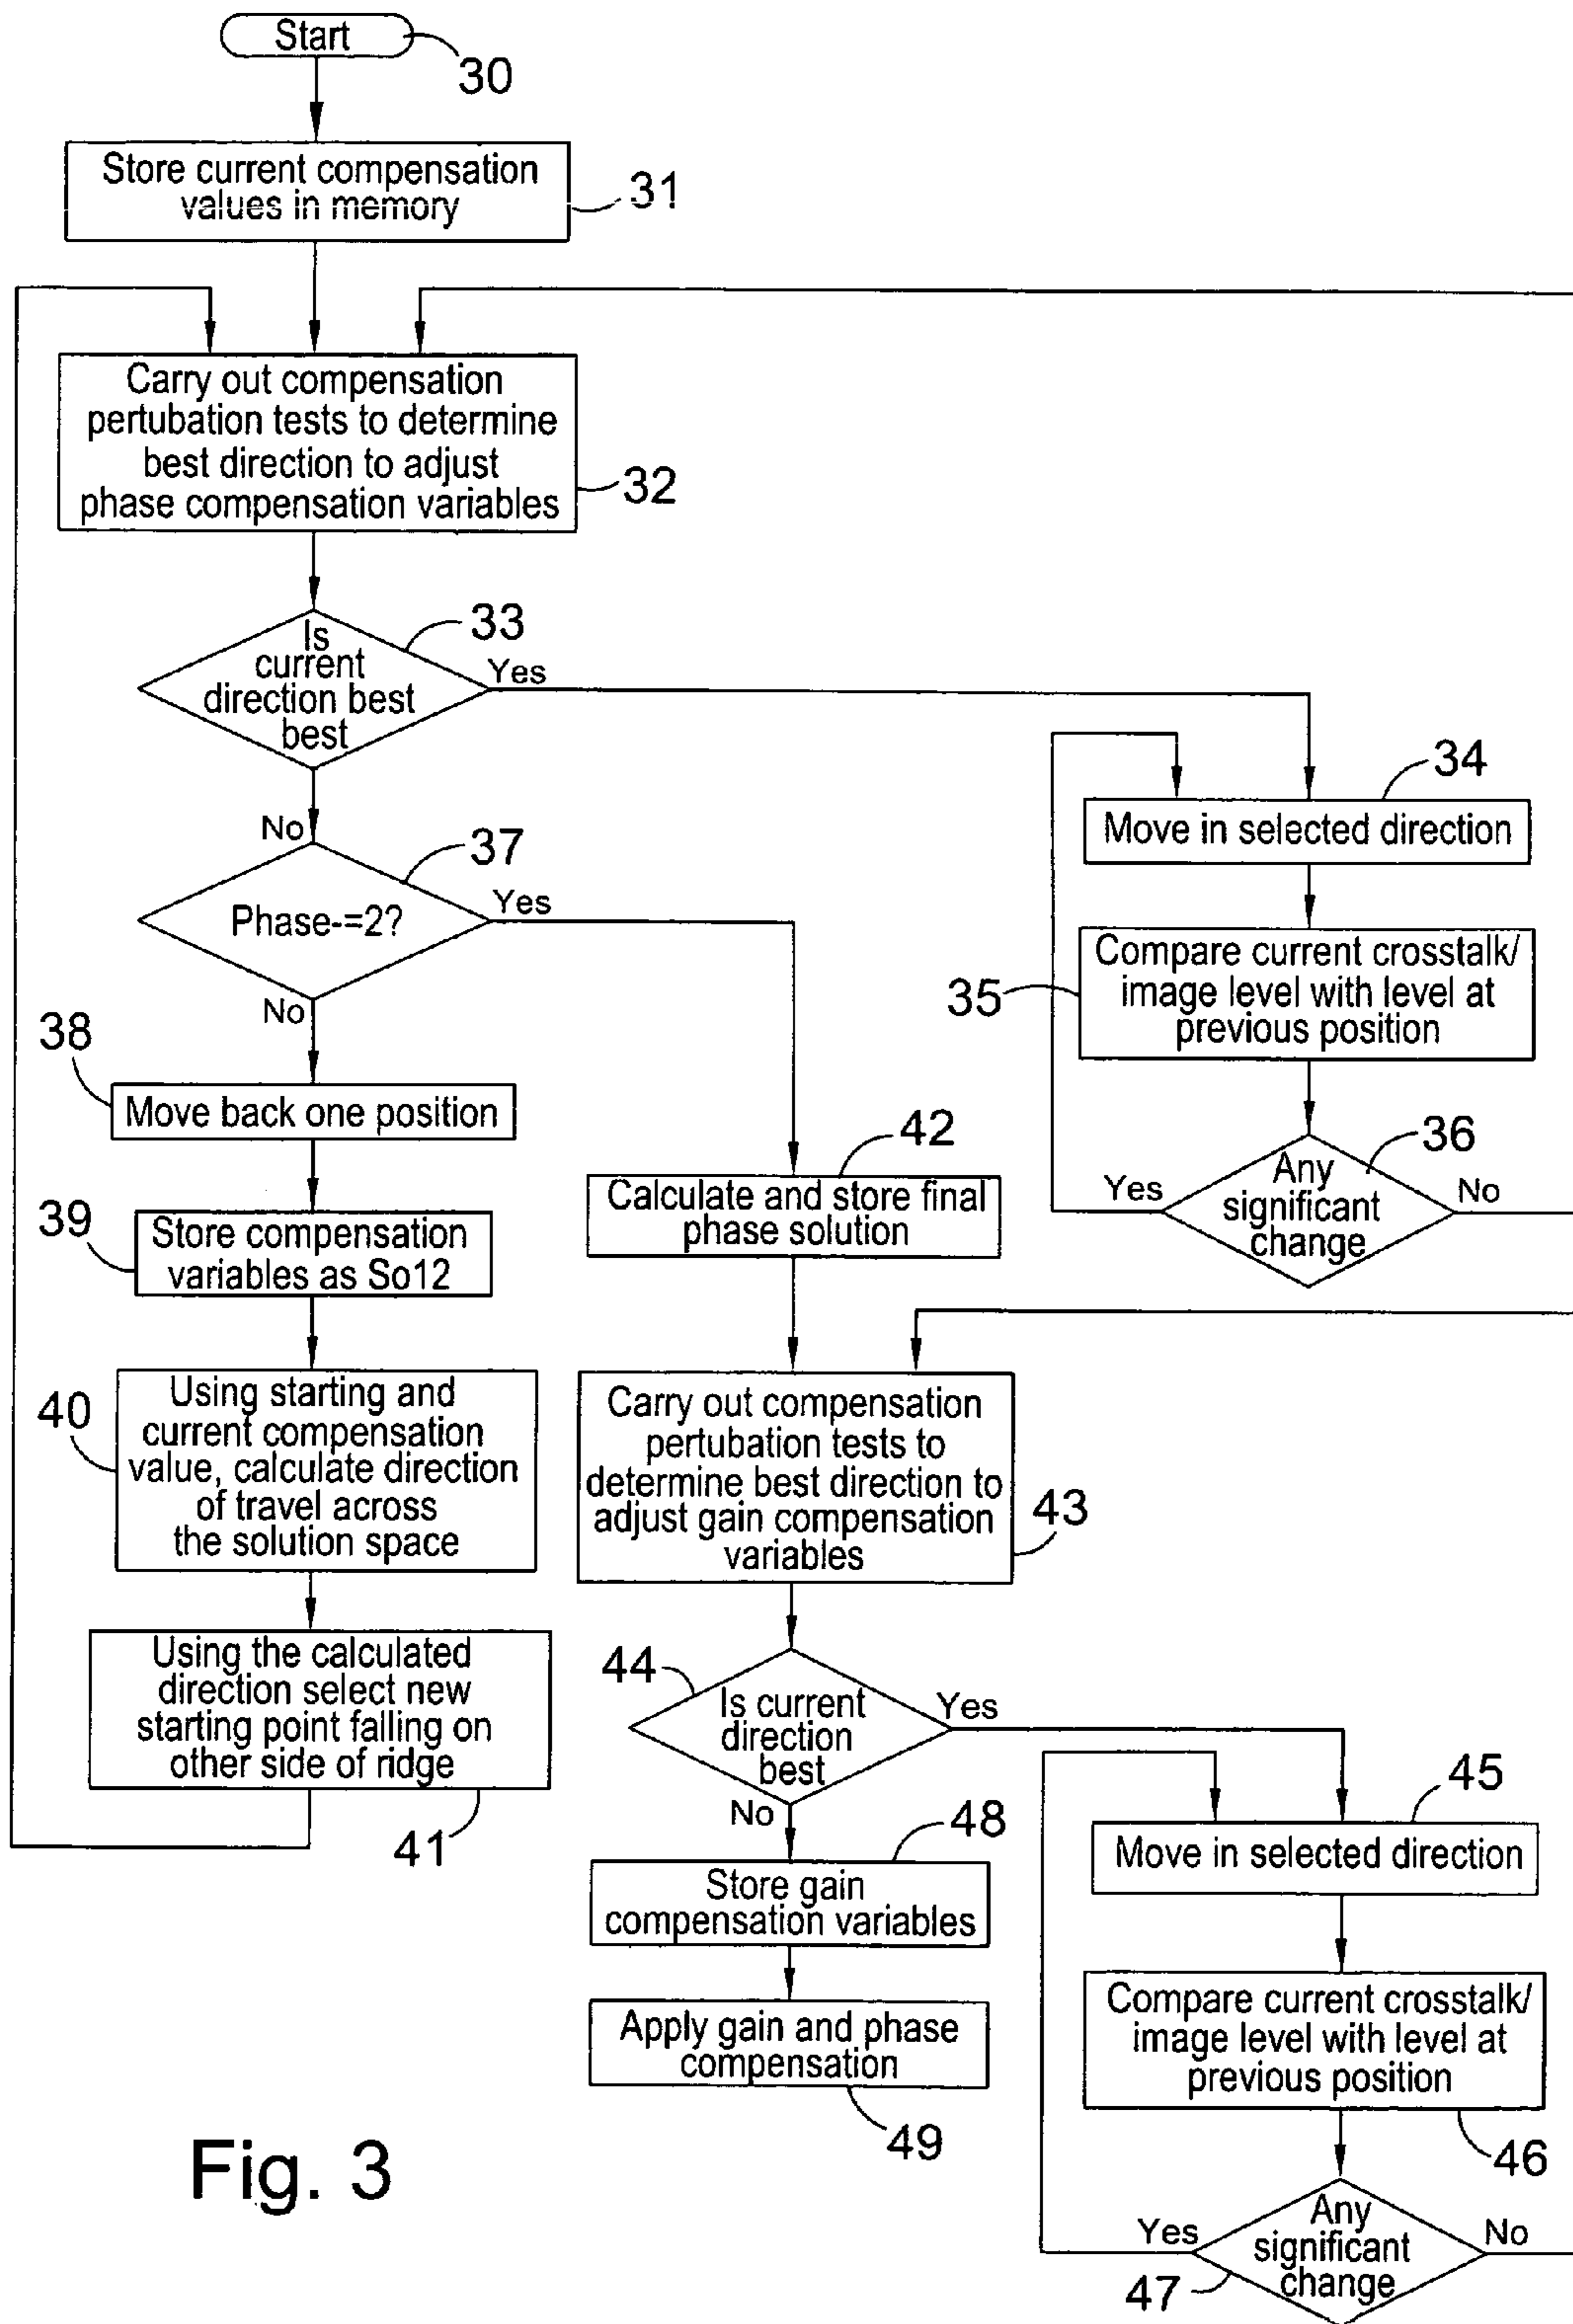 Start
30
Store current compensation
values in memory
31
Carry out compensation
pertubation tests to determine
best direction to adjust
phase compensation variables
32
Is
current
direction best
best
33
Yes
No
34
Move in selected direction
35
Compare current crosstalk/
image level with level at
previous position
36
Any
significant
change
Yes
No
37
Phase-=2?
Yes
No
38
Move back one position
39
Store compensation
variables as So12
40
Using starting and
current compensation
value, calculate direction
of travel across
the solution space
Using the calculated
direction select new
starting point falling on
other side of ridge
41
42
Calculate and store final
phase solution
Carry out compensation
pertubation tests to
determine best direction to
adjust gain compensation
variables
43
44
Is current
direction
best
Yes
No
45
Move in selected direction
Compare current crosstalk/
image level with level at
previous position
46
Any
significant
change
Yes
No
47
48
Store gain
compensation variables
Apply gain and phase
compensation
49
Fig. 3